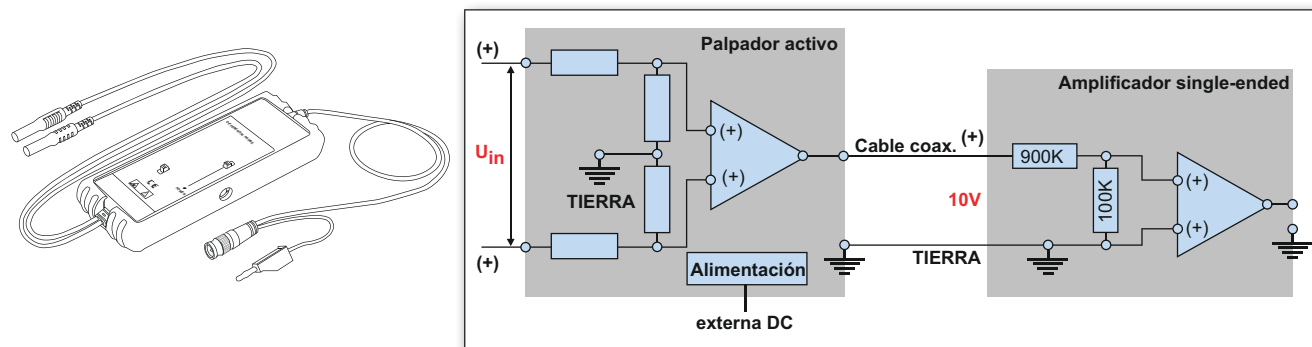 Palpador activo
(+)
U in
(+)
(+)
(+)
TIERRA
Alimentación
externa DC
Cable coax.
(+)
10V
TIERRA
Amplificador single-ended
900K
100K
(+)
(+)